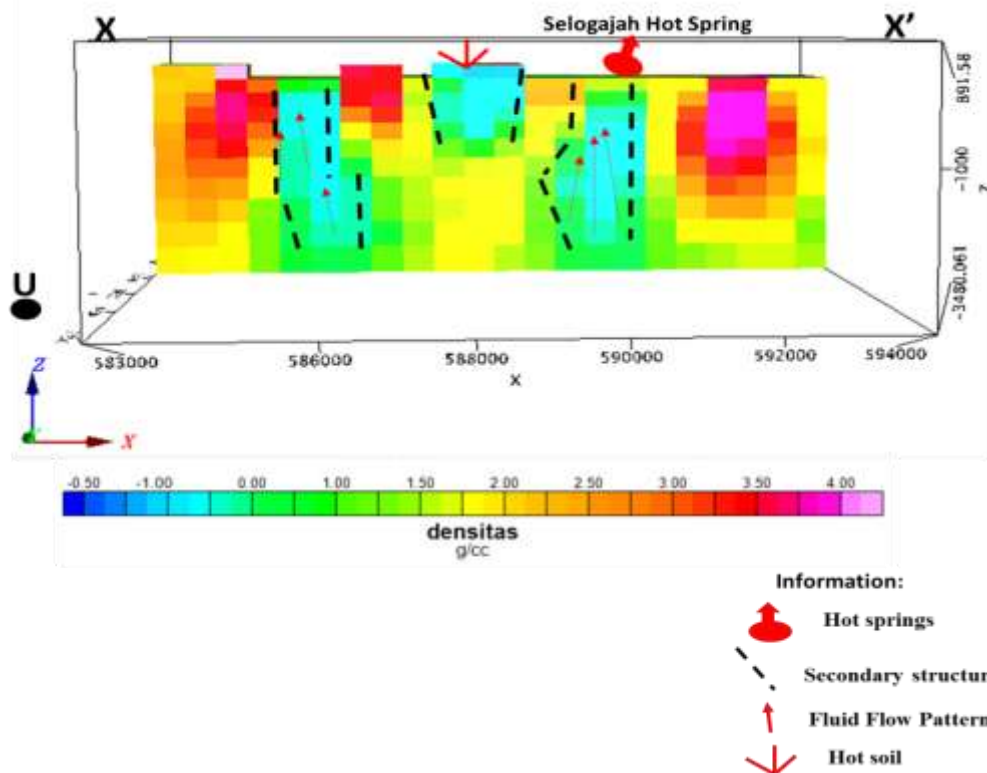 X
Selogajah Hot Spring
X'
891.58
-1000
z
-3480.061
U
583000
586000
588000
590000
592000
594000
x
z
x
-0.50
-1.00
0.00
1.00
2.00
2.50
3.00
3.50
4.00
densitas
g/cc
Information:
Hot springs
Secondary structur
Fluid Flow Pattern
Hot soil